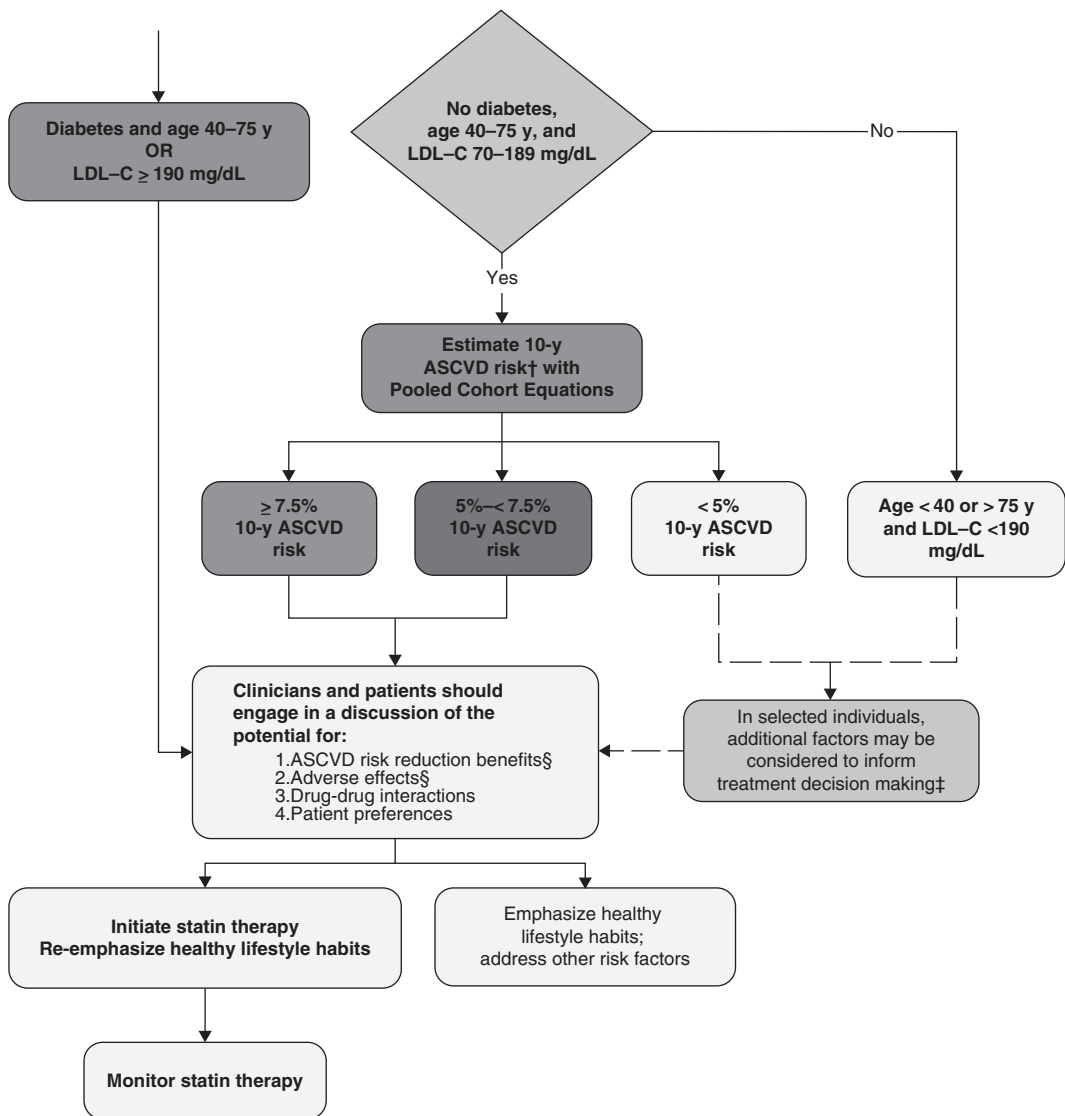 Diabetes and age 40–75 y
OR
LDL–C ≥ 190 mg/dL
No diabetes,
age 40–75 y, and
LDL–C 70–189 mg/dL
No
Yes
Estimate 10-y
ASCVD risk† with
Pooled Cohort Equations
≥ 7.5%
10-y ASCVD
risk
5%–< 7.5%
10-y ASCVD
risk
< 5%
10-y ASCVD
risk
Age < 40 or > 75 y
and LDL–C <190
mg/dL
Clinicians and patients should
engage in a discussion of the
potential for:
1.ASCVD risk reduction benefits§
2.Adverse effects§
3.Drug-drug interactions
4.Patient preferences
In selected individuals,
additional factors may be
considered to inform
treatment decision making‡
Initiate statin therapy
Re-emphasize healthy lifestyle habits
Emphasize healthy
lifestyle habits;
address other risk factors
Monitor statin therapy